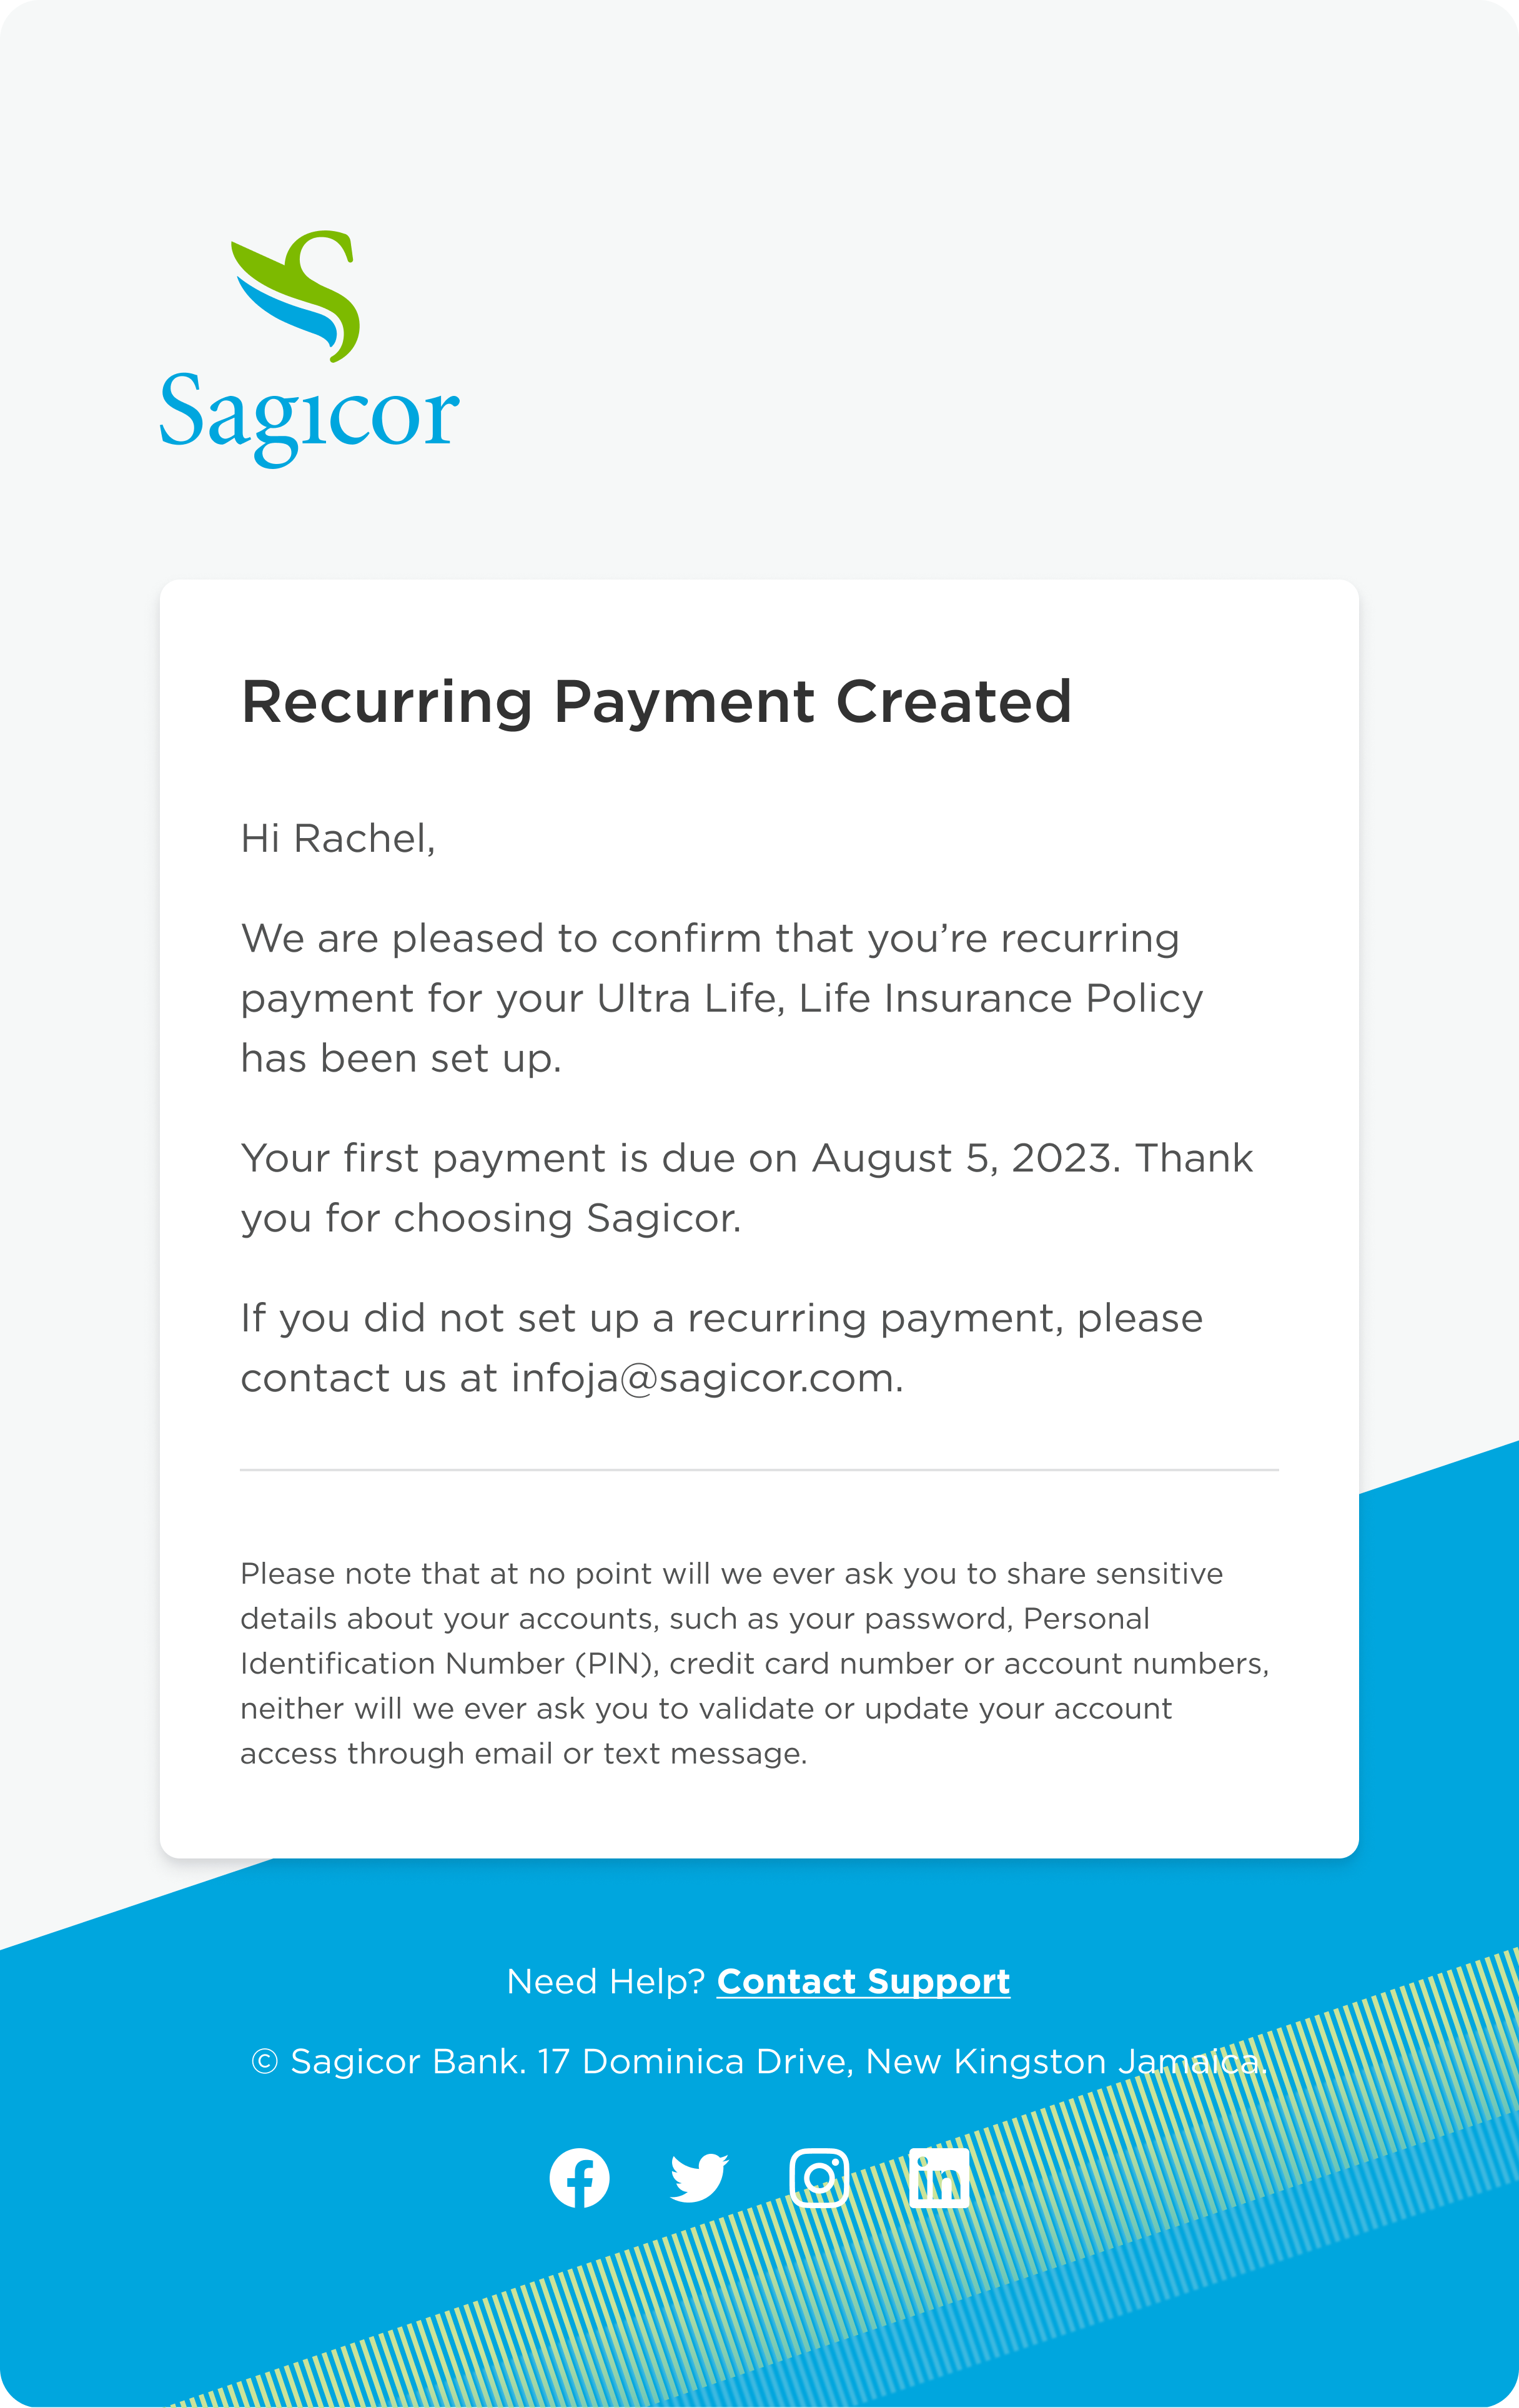 Sagicor
Recurring Payment Created
Hi Rachel,
We are pleased to confirm that you’re recurring
payment for your Ultra Life, Life Insurance Policy
has been set up.
Your first payment is due on August 5, 2023. Thank
you for choosing Sagicor.
If you did not set up a recurring payment, please
contact us at infoja@sagicor.com.
Please note that at no point will we ever ask you to share sensitive
details about your accounts, such as your password, Personal
Identification Number (PIN), credit card number or account numbers,
neither will we ever ask you to validate or update your account
access through email or text message.
Need Help? Contact Support
© Sagicor Bank. 17 Dominica Drive, New Kingston Jamaica.